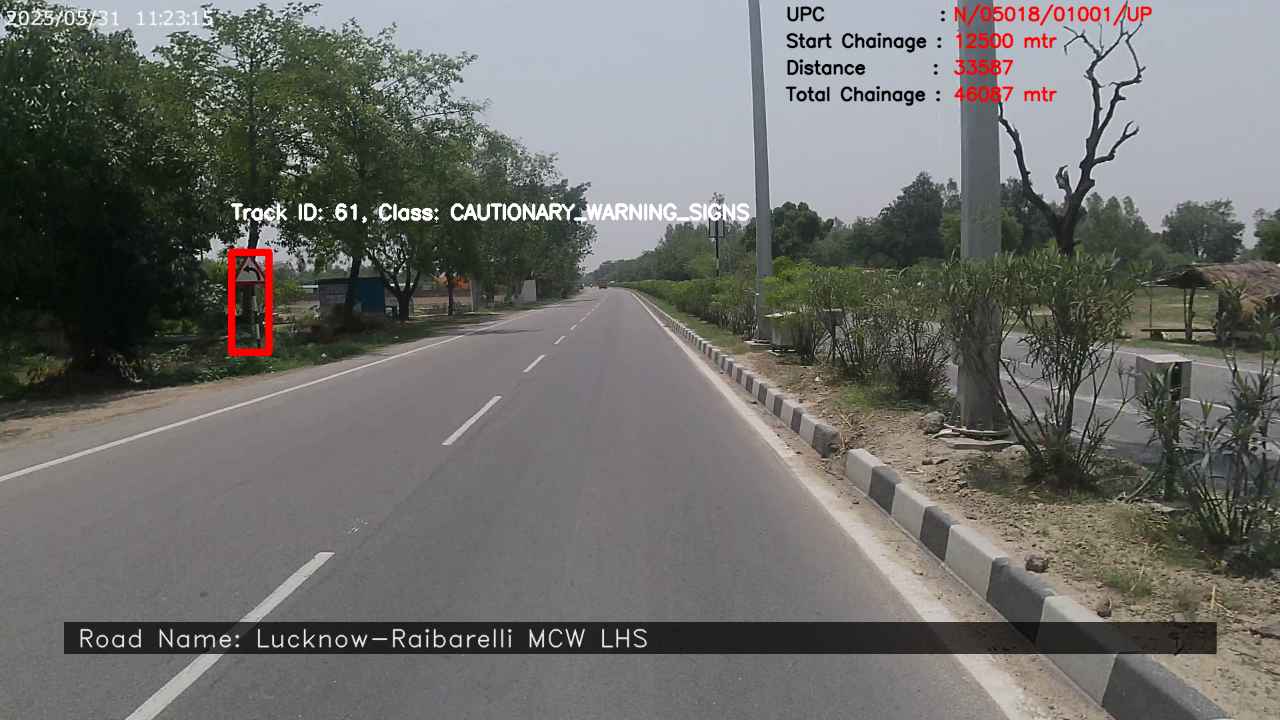 2025/05/31 11:23:15
UPC : N/05018/01001/UP
Start Chainage : 12500 mtr
Distance : 33587
Total Chainage : 46087 mtr
Track ID: 61, Class: CAUTIONARY_WARNING_SIGNS
Road Name: Lucknow-Raibarelli MCW LHS